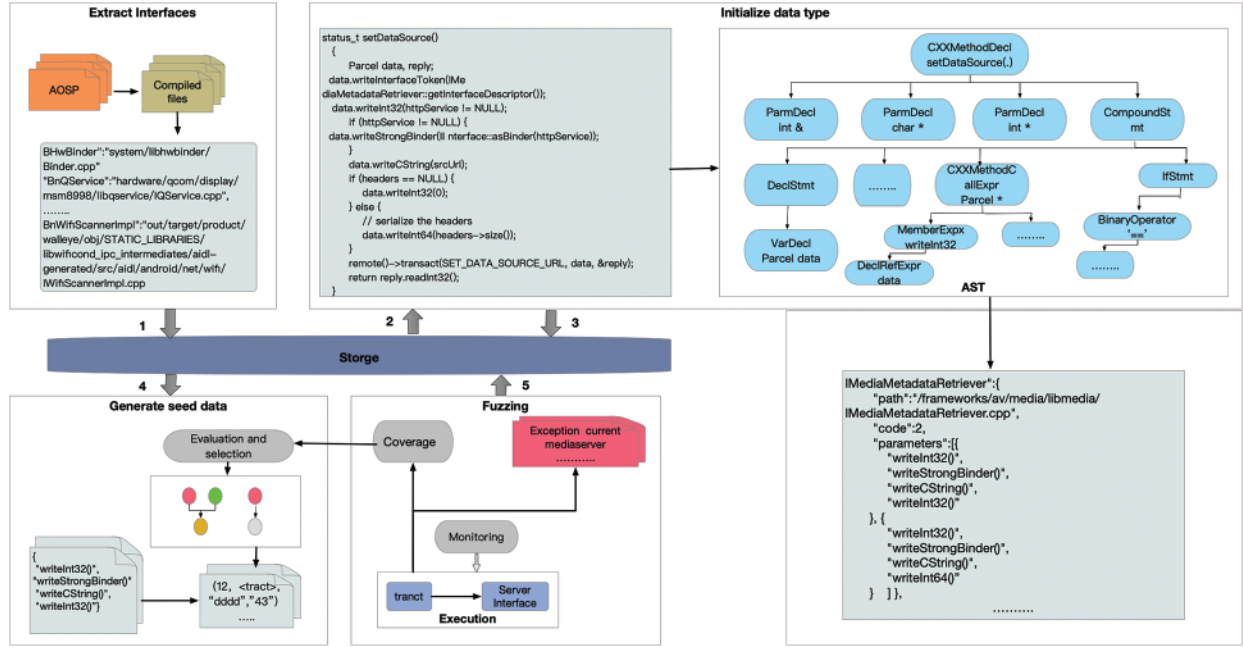 Extract Interfaces
AOSP
Compiled
files
BHwBinder":"system/libhwbinder/
Binder.cpp"
"BnQService":"hardware/qcom/display/
msm8998/libqservice/IQService.cpp",
........
BnWifiScannerImpl":"out/target/product/
walleye/obj/STATIC_LIBRARIES/
libwificond_ipc_intermediates/aidl-
generated/src/aidl/android/net/wifi/
IWifiScannerImpl.cpp
Initialize data type
status_t setDataSource()
{
Parcel data, reply;
data.writeInterfaceToken(IMe
diaMetadataRetriever::getInterfaceDescriptor());
data.writeInt32(httpService != NULL);
if (httpService != NULL) {
data.writeStrongBinder(II nterface::asBinder(httpService));
}
data.writeCString(srcUrl);
if (headers == NULL) {
data.writeInt32(0);
} else {
// serialize the headers
data.writeInt64(headers->size());
}
remote()->transact(SET_DATA_SOURCE_URL, data, &reply);
return reply.readInt32();
}
CXXMethodDecl
setDataSource(.)
ParmDecl
int &
ParmDecl
char *
ParmDecl
int *
CompoundSt
mt
DeclStmt
........
CXXMethodC
allExpr
Parcel *
IfStmt
VarDecl
Parcel data
MemberExpx
writeInt32
........
BinaryOperator
'=='
DeclRefExpr
data
........
AST
1
2
3
Storge
4
5
Generate seed data
Evaluation and
selection
{
"writeInt32()",
"writeStrongBinder()"
"writeCString()",
"writeInt32()"}
(12, <tract>,
"dddd","43")
.....
Fuzzing
Coverage
Exception current
mediaserver
...........
Monitoring
tranct
Server
Interface
Execution
IMediaMetadataRetriever":{
"path":"/frameworks/av/media/libmedia/
IMediaMetadataRetriever.cpp",
"code":2,
"parameters":[{
"writeInt32()",
"writeStrongBinder()",
"writeCString()",
"writeInt32()"
}, {
"writeInt32()",
"writeStrongBinder()",
"writeCString()",
"writeInt64()"
} ] },
..........